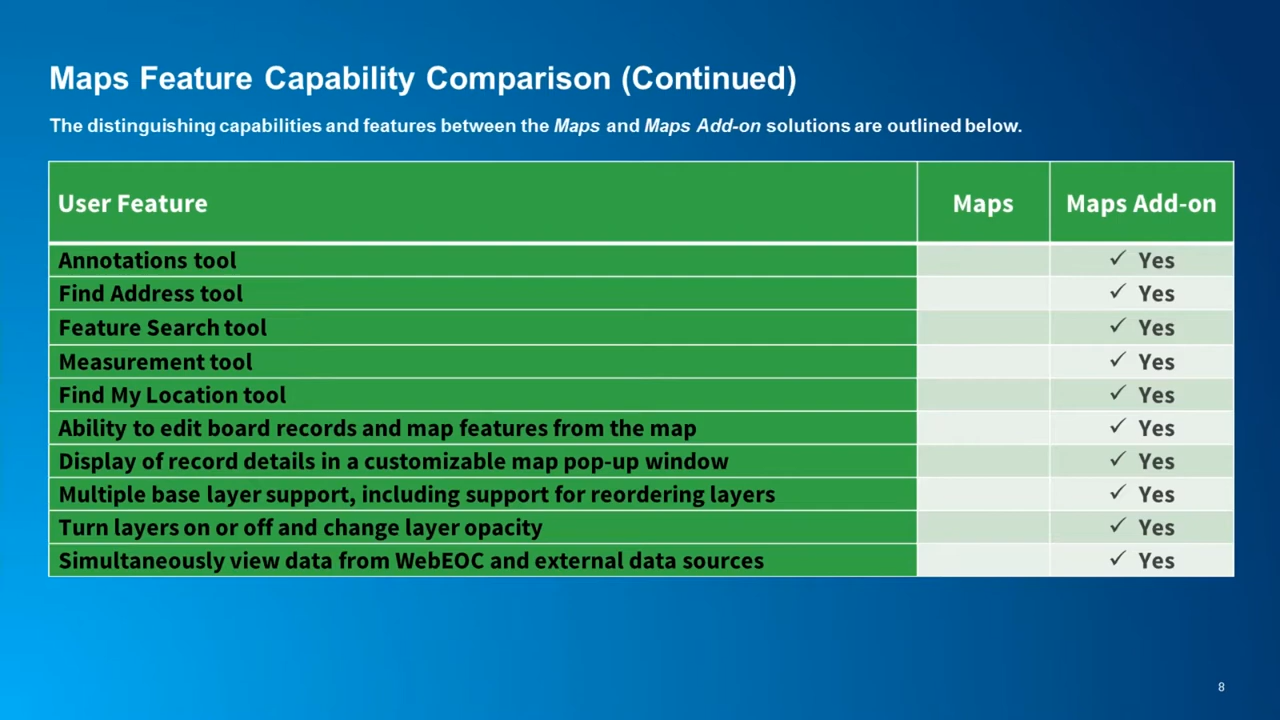 Maps Feature Capability Comparison (Continued)
The distinguishing capabilities and features between the Maps and Maps Add-on solutions are outlined below.
User Feature Maps Maps Add-on
Annotations tool ✓ Yes
Find Address tool ✓ Yes
Feature Search tool ✓ Yes
Measurement tool ✓ Yes
Find My Location tool ✓ Yes
Ability to edit board records and map features from the map ✓ Yes
Display of record details in a customizable map pop-up window ✓ Yes
Multiple base layer support, including support for reordering layers ✓ Yes
Turn layers on or off and change layer opacity ✓ Yes
Simultaneously view data from WebEOC and external data sources ✓ Yes
8